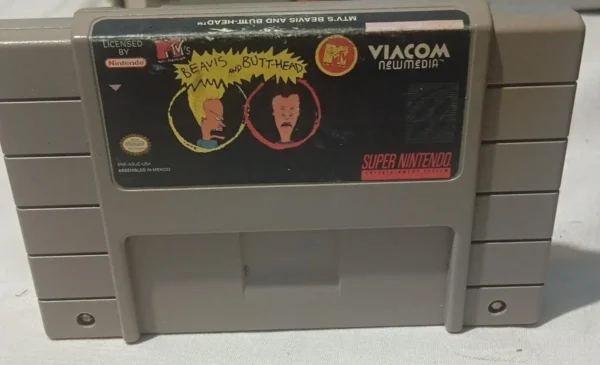 MTV'S BEAVIS AND BUTT-HEAD™
LICENSED
BY
Nintendo
MTV's
BEAVIS AND BUTT-HEAD
MTV
VIACOM
newmedia™
SNS-ABUE-USA
ASSEMBLED IN MEXICO
SUPER NINTENDO
ENTERTAINMENT SYSTEM